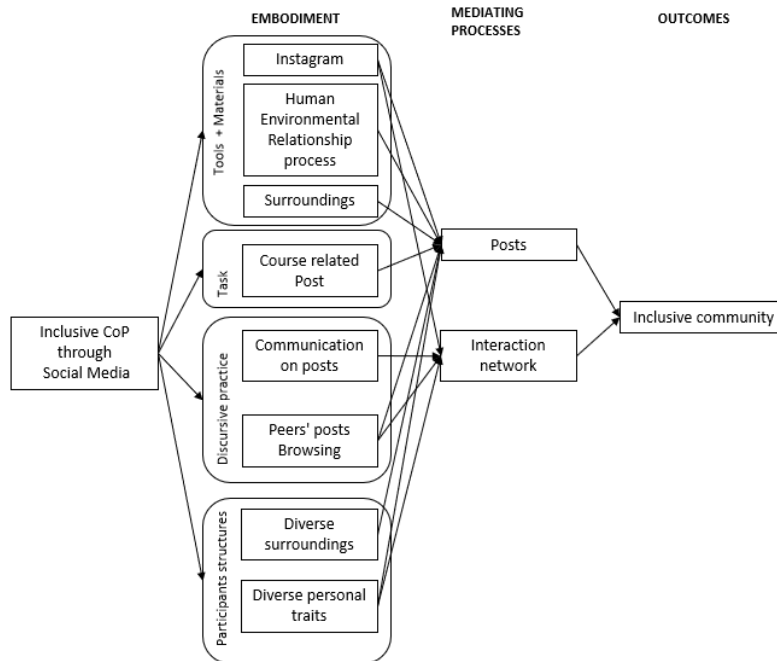 EMBODIMENT
MEDIATING
PROCESSES
OUTCOMES
Inclusive CoP
through
Social Media
Tools + Materials
Instagram
Human
Environmental
Relationship
process
Surroundings
Task
Course related
Post
Discursive practice
Communication
on posts
Peers' posts
Browsing
Participants structures
Diverse
surroundings
Diverse personal
traits
Posts
Interaction
network
Inclusive community